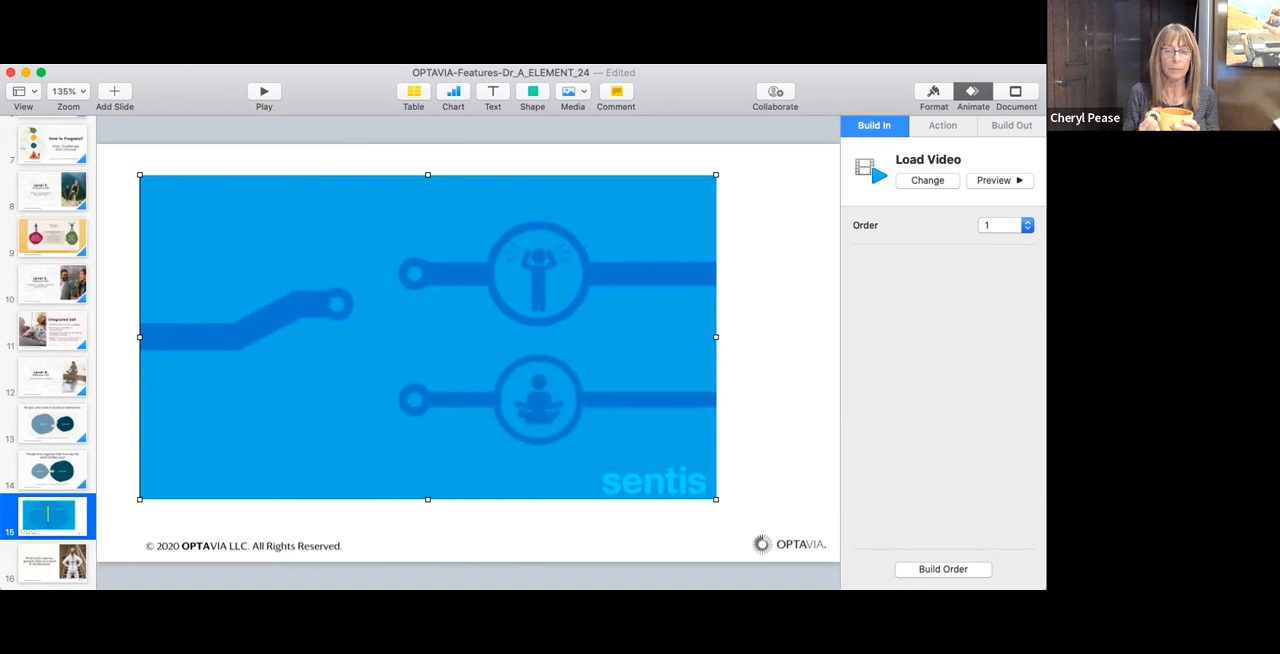 OPTAVIA-Features-Dr_A_ELEMENT_24 — Edited
View
135%
Zoom
Add Slide
Play
Table
Chart
Text
Shape
Media
Comment
Collaborate
Format
Animate
Document
Cheryl Pease
Build In
Action
Build Out
Load Video
Change
Preview
Order
1
Build Order
7
How to Progress?
8
Level 1.
9
10
Level 3.
11
Integrated Self
12
Level 4.
13
14
15
16
sentis
© 2020 OPTAVIA LLC. All Rights Reserved.
OPTAVIA.